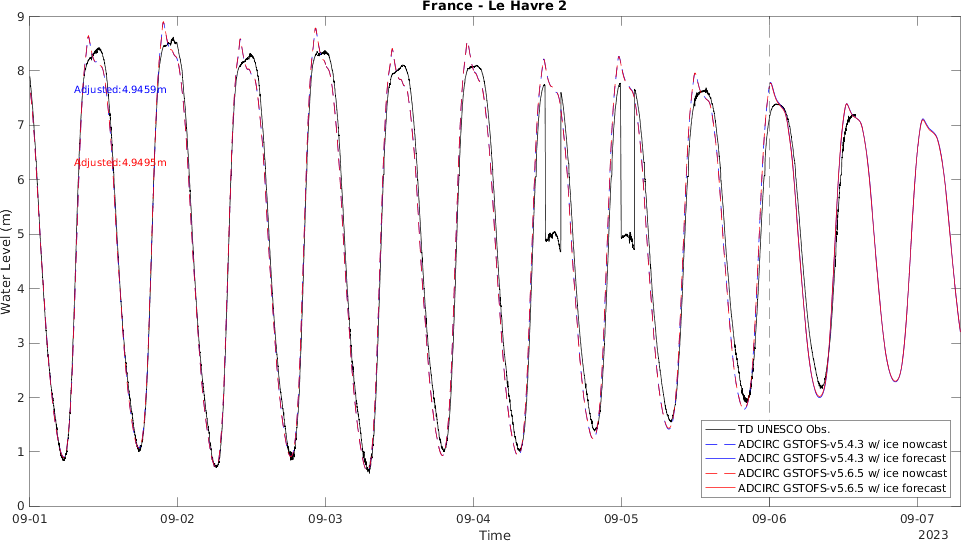 France - Le Havre 2
9
8
7
6
5
4
3
2
1
0
Water Level (m)
Adjusted:4.9459m
Adjusted:4.9495m
TD UNESCO Obs.
ADCIRC GSTOFS-v5.4.3 w/ ice nowcast
ADCIRC GSTOFS-v5.4.3 w/ ice forecast
ADCIRC GSTOFS-v5.6.5 w/ ice nowcast
ADCIRC GSTOFS-v5.6.5 w/ ice forecast
09-01 09-02 09-03 09-04 09-05 09-06 09-07
Time
2023